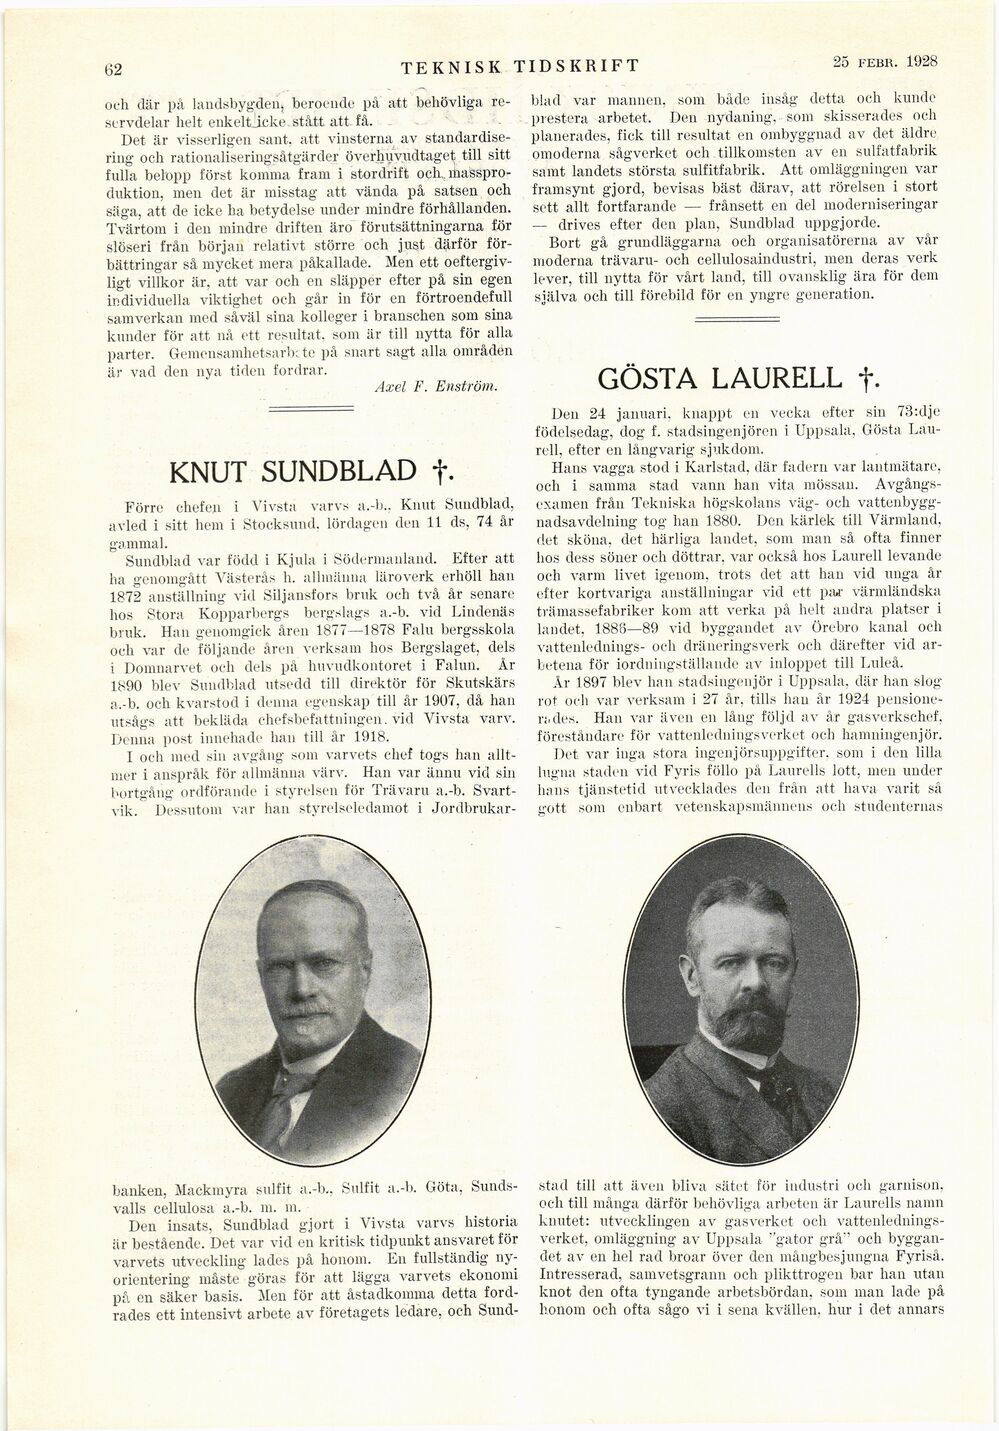 62
TEKNISK TIDSKRIFT
25 FEBR. 1928
och där på landsbygden, beroende på att behövliga re-
servdelar helt enkelt icke stått att få.
Det är visserligen sant, att vinsterna av standardise-
ring och rationaliseringsåtgärder överhuvudtaget till sitt
fulla belopp först komma fram i stordrift och masspro-
duktion, men det är misstag att vända på satsen och
säga, att de icke ha betydelse under mindre förhållanden.
Tvärtom i den mindre driften äro förutsättningarna för
slöseri från början relativt större och just därför för-
bättringar så mycket mera påkallade. Men ett oeftergiv-
ligt villkor är, att var och en släpper efter på sin egen
individuella viktighet och går in för en förtroendefull
samverkan med såväl sina kolleger i branschen som sina
kunder för att nå ett resultat, som är till nytta för alla
parter. Gemensamhetsarbete på snart sagt alla områden
är vad den nya tiden fordrar.
Axel F. Enström.
KNUT SUNDBLAD †.
Förre chefen i Vivsta varvs a.-b., Knut Sundblad,
avled i sitt hem i Stocksund, lördagen den 11 ds, 74 år
gammal.
Sundblad var född i Kjula i Södermanland. Efter att
ha genomgått Västerås h. allmänna läroverk erhöll han
1872 anställning vid Siljansfors bruk och två år senare
hos Stora Kopparbergs bergslags a.-b. vid Lindenäs
bruk. Han genomgick åren 1877—1878 Falu bergsskola
och var de följande åren verksam hos Bergslaget, dels
i Domnarvet och dels på huvudkontoret i Falun. År
1890 blev Sundblad utsedd till direktör för Skutskärs
a.-b. och kvarstod i denna egenskap till år 1907, då han
utsågs att bekläda chefsbefattningen vid Vivsta varv.
Denna post innehade han till år 1918.
I och med sin avgång som varvets chef togs han allt-
mer i anspråk för allmänna värv. Han var ännu vid sin
bortgång ordförande i styrelsen för Trävaru a.-b. Svart-
vik. Dessutom var han styrelseledamot i Jordbrukar-
banken, Mackmyra sulfit a.-b., Sulfit a.-b. Göta, Sunds-
valls cellulosa a.-b. m. m.
Den insats, Sundblad gjort i Vivsta varvs historia
är bestående. Det var vid en kritisk tidpunkt ansvaret för
varvets utveckling lades på honom. En fullständig ny-
orientering måste göras för att lägga varvets ekonomi
på en säker basis. Men för att åstadkomma detta ford-
rades ett intensivt arbete av företagets ledare, och Sund-
blad var mannen, som både insåg detta och kunde
prestera arbetet. Den nydaning, som skisserades och
planerades, fick till resultat en ombyggnad av det äldre
omoderna sågverket och tillkomsten av en sulfatfabrik
samt landets största sulfitfabrik. Att omläggningen var
framsynt gjord, bevisas bäst därav, att rörelsen i stort
sett allt fortfarande — frånsett en del moderniseringar
— drives efter den plan, Sundblad uppgjorde.
Bort gå grundläggarna och organisatörerna av vår
moderna trävaru- och cellulosaindustri, men deras verk
lever, till nytta för vårt land, till ovansklig ära för dem
själva och till förebild för en yngre generation.
GÖSTA LAURELL †.
Den 24 januari, knappt en vecka efter sin 73:dje
födelsedag, dog f. stadsingenjören i Uppsala, Gösta Lau-
rell, efter en långvarig sjukdom.
Hans vagga stod i Karlstad, där fadern var lantmätare,
och i samma stad vann han vita mössan. Avgångs-
examen från Tekniska högskolans väg- och vattenbygg-
nadsavdelning tog han 1880. Den kärlek till Värmland,
det sköna, det härliga landet, som man så ofta finner
hos dess söner och döttrar, var också hos Laurell levande
och varm livet igenom, trots det att han vid unga år
efter kortvariga anställningar vid ett par värmländska
trämassefabriker kom att verka på helt andra platser i
landet, 1886—89 vid byggandet av Örebro kanal och
vattenlednings- och dräneringsverk och därefter vid ar-
betena för iordningställande av inloppet till Luleå.
År 1897 blev han stadsingenjör i Uppsala, där han slog
rot och var verksam i 27 år, tills han år 1924 pensione-
rades. Han var även en lång följd av år gasverkschef,
föreståndare för vattenledningsverket och hamningenjör.
Det var inga stora ingenjörsuppgifter, som i den lilla
lugna staden vid Fyris föllo på Laurells lott, men under
hans tjänstetid utvecklades den från att hava varit så
gott som enbart vetenskapsmännens och studenternas
stad till att även bliva sätet för industri och garnison,
och till många därför behövliga arbeten är Laurells namn
knutet: utvecklingen av gasverket och vattenlednings-
verket, omläggning av Uppsala "gator grå" och byggan-
det av en hel rad broar över den mångbesjungna Fyriså.
Intresserad, samvetsgrann och plikttrogen bar han utan
knot den ofta tyngande arbetsbördan, som man lade på
honom och ofta sågo vi i sena kvällen, hur i det annars